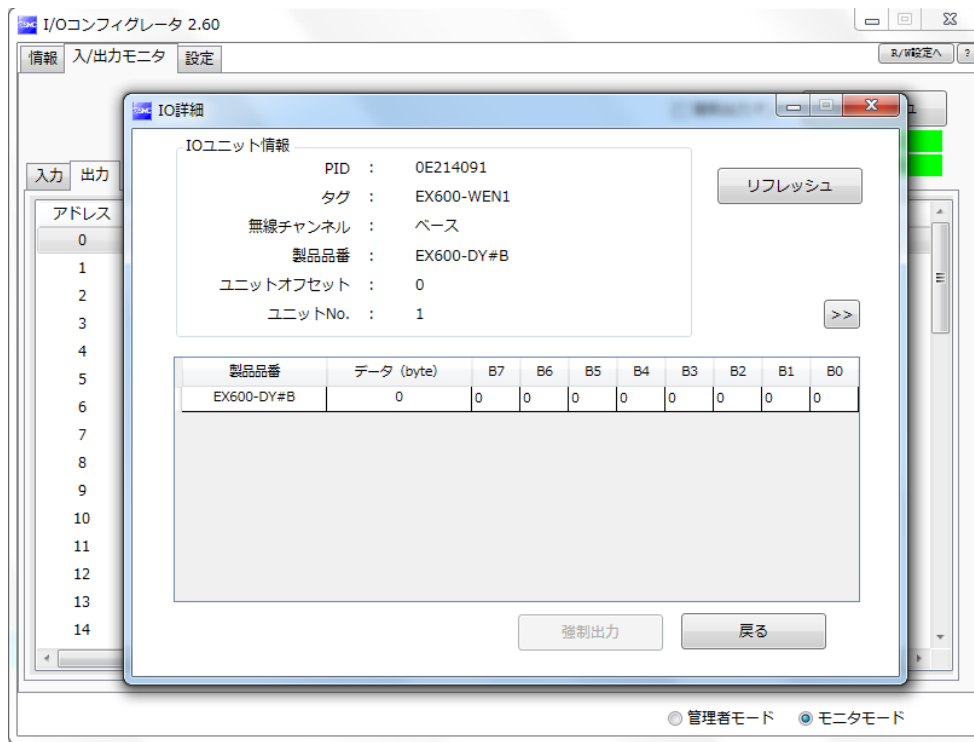 I/Oコンフィグレータ 2.60
情報 入/出力モニタ 設定 R/W設定へ ?
IO詳細
IOユニット情報
PID : 0E214091
タグ : EX600-WEN1
無線チャンネル : ベース
製品品番 : EX600-DY#B
ユニットオフセット : 0
ユニットNo. : 1
リフレッシュ
>>
入力 出力
アドレス
0
1
2
3
4
5
6
7
8
9
10
11
12
13
14
製品品番 データ (byte) B7 B6 B5 B4 B3 B2 B1 B0
EX600-DY#B 0 0 0 0 0 0 0 0 0
強制出力 戻る
管理者モード モニタモード